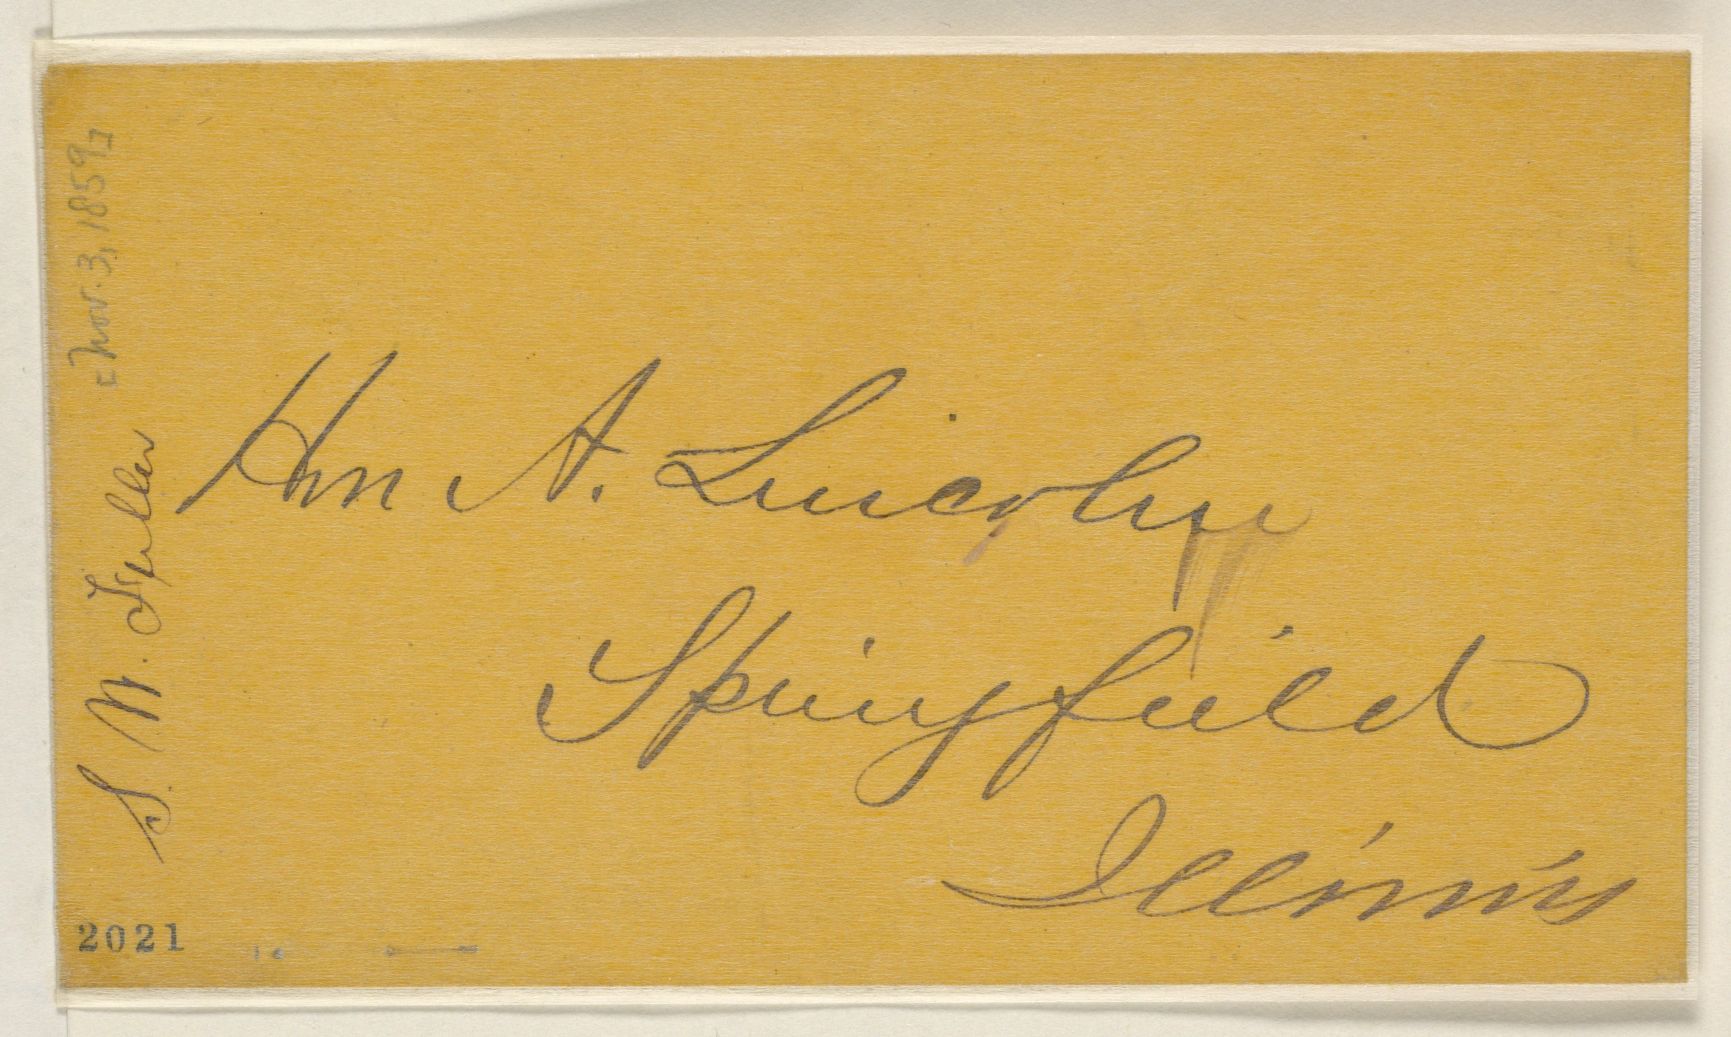 Hon A. Lincoln
Springfield
Illinois
S. W. Fuller
[Nov. 3, 1859]
2021